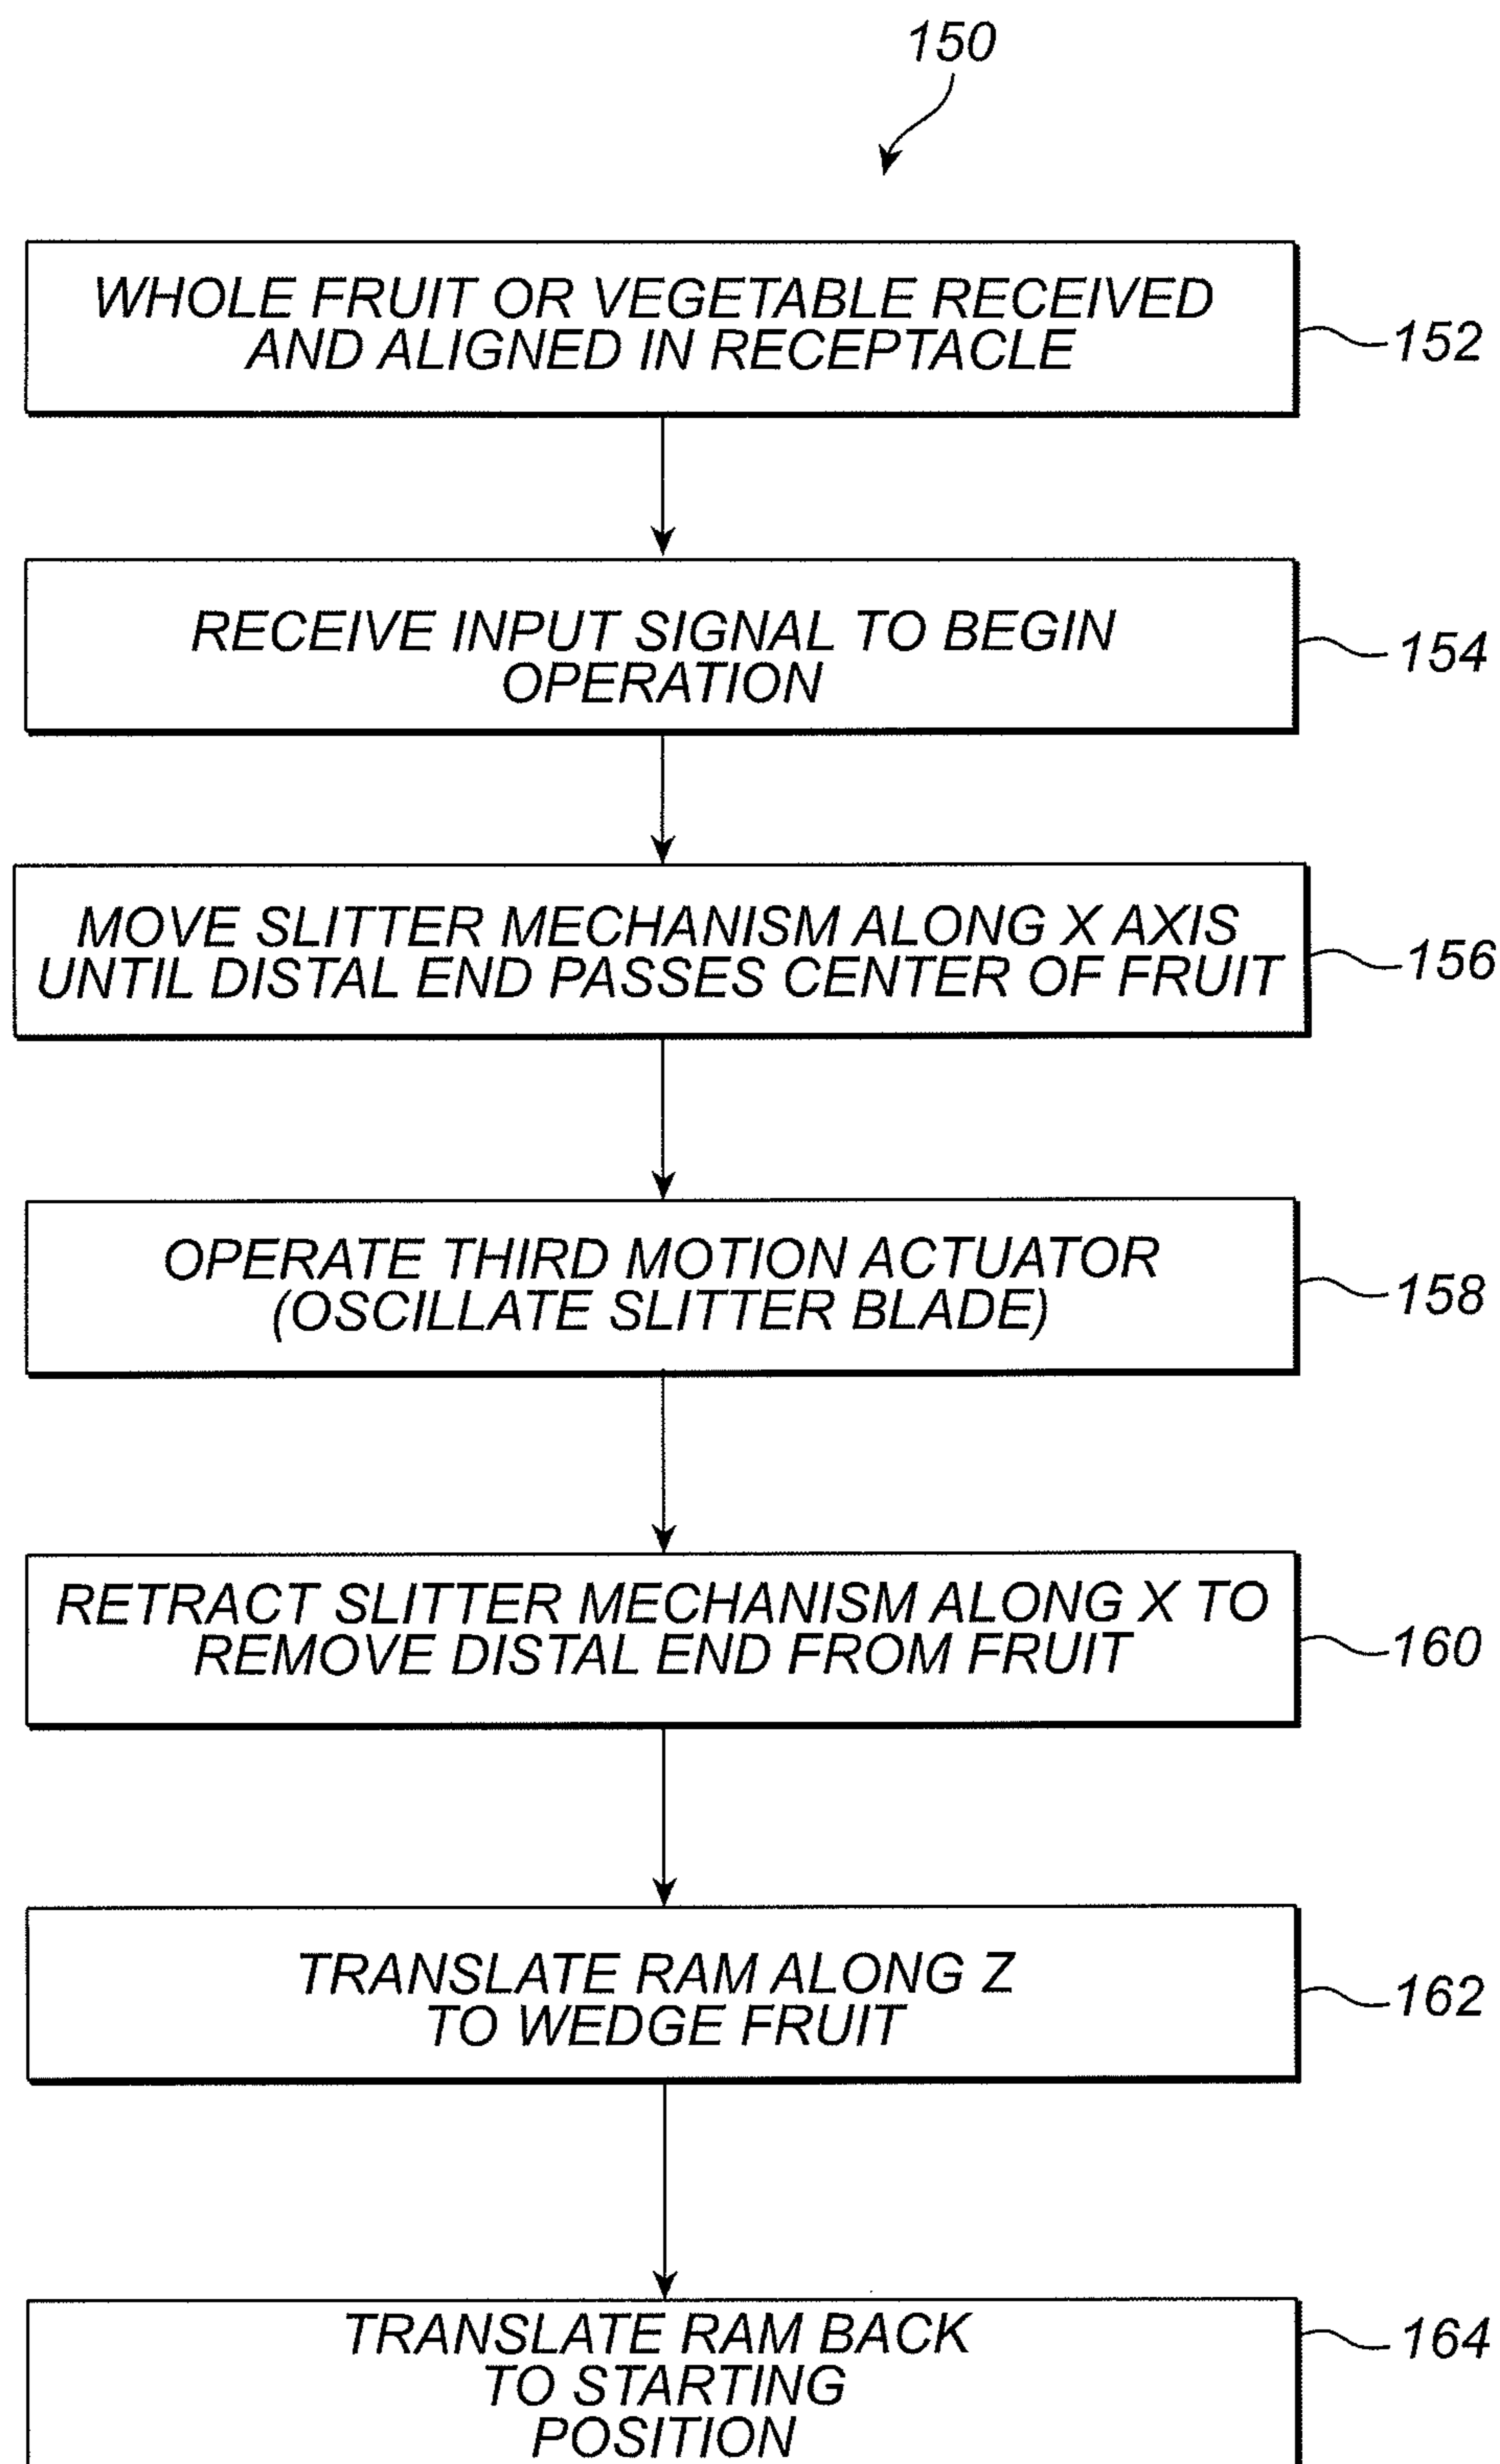 150
WHOLE FRUIT OR VEGETABLE RECEIVED
AND ALIGNED IN RECEPTACLE
152
RECEIVE INPUT SIGNAL TO BEGIN
OPERATION
154
MOVE SLITTER MECHANISM ALONG X AXIS
UNTIL DISTAL END PASSES CENTER OF FRUIT
156
OPERATE THIRD MOTION ACTUATOR
(OSCILLATE SLITTER BLADE)
158
RETRACT SLITTER MECHANISM ALONG X TO
REMOVE DISTAL END FROM FRUIT
160
TRANSLATE RAM ALONG Z
TO WEDGE FRUIT
162
TRANSLATE RAM BACK
TO STARTING
POSITION
164